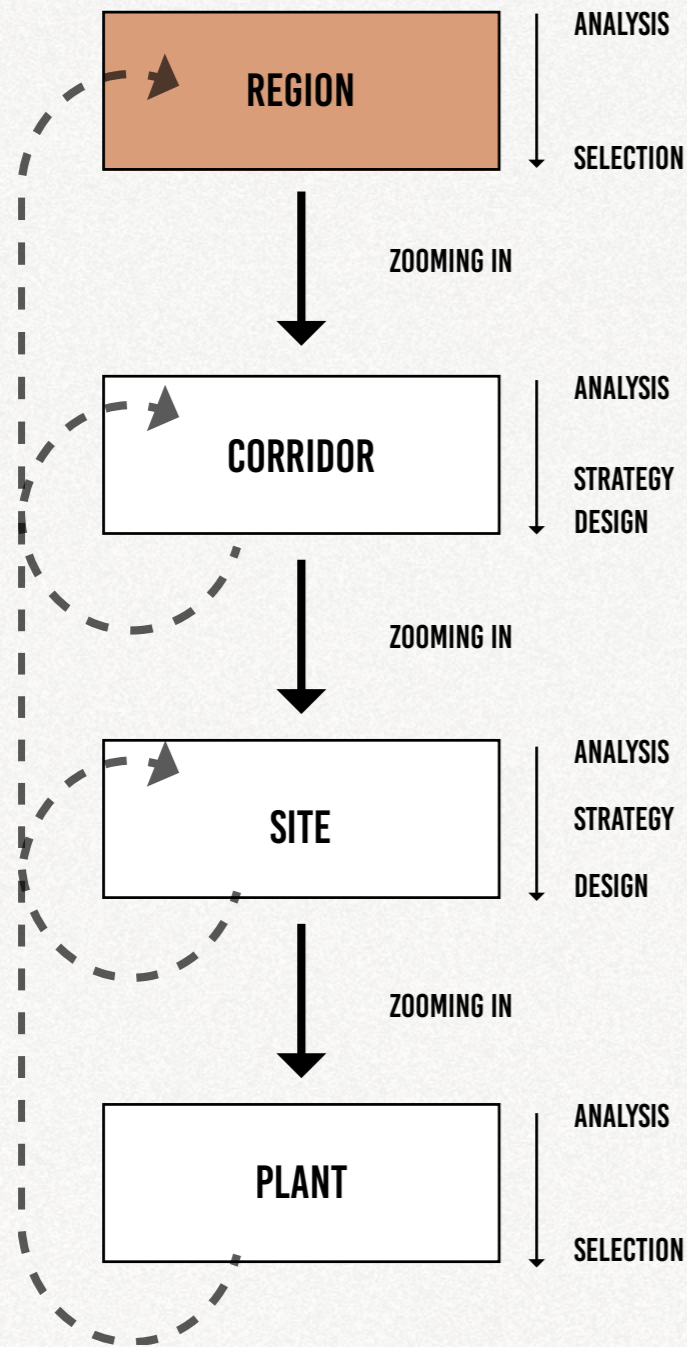 ANALYSIS
REGION
SELECTION
ZOOMING IN
ANALYSIS
CORRIDOR
STRATEGY
DESIGN
ZOOMING IN
ANALYSIS
SITE
STRATEGY
DESIGN
ZOOMING IN
ANALYSIS
PLANT
SELECTION